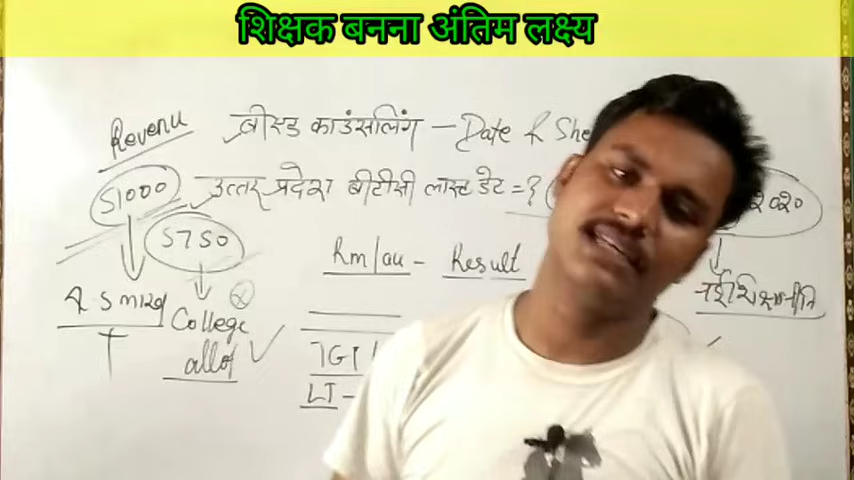 शिक्षक बनना अंतिम लक्ष्य
Revenu
बीएड काउंसलिंग - Date & She
51000
उत्तर प्रदेश बीटीसी लास्ट डेट = ?
2020
5750
Rm/au - Result
नई शिक्षा नीति
College
allot
TGT
LT -